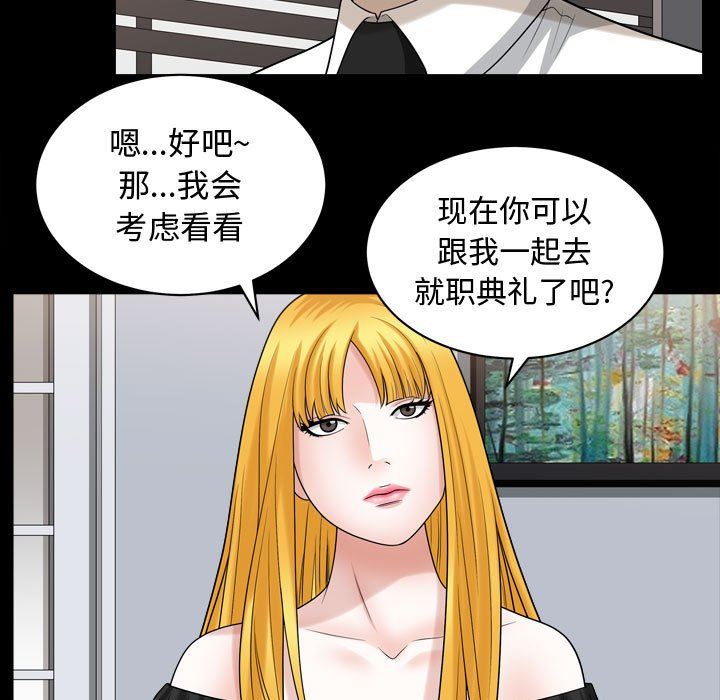 嗯...好吧~
那...我会
考虑看看
现在你可以
跟我一起去
就职典礼了吧?